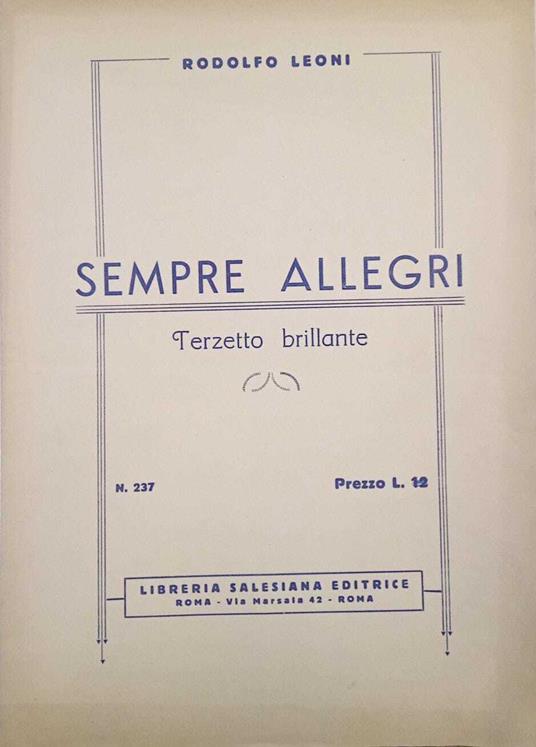 RODOLFO LEONI
SEMPRE ALLEGRI
Terzetto brillante
N. 237
Prezzo L. 12
LIBRERIA SALESIANA EDITRICE
ROMA - Via Marsala 42 - ROMA